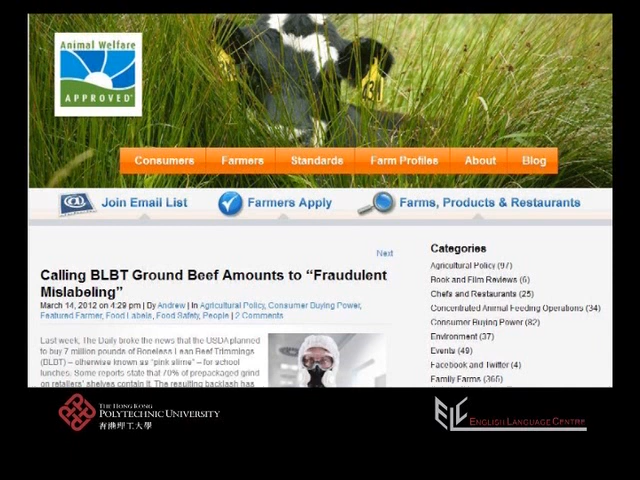 Animal Welfare
APPROVED
Consumers Farmers Standards Farm Profiles About Blog
Join Email List Farmers Apply Farms, Products & Restaurants
Next
Calling BLBT Ground Beef Amounts to “Fraudulent
Mislabeling”
March 14, 2012 on 4:29 pm | By Andrew | In Agricultural Policy, Consumer Buying Power,
Featured Farmer, Food Labels, Food Safety, People | 2 Comments
Last week, The Daily broke the news that the USDA planned
to buy 7 million pounds of Boneless Lean Beef Trimmings
(BLBT) – otherwise known as “pink slime” – for school
lunches. Some reports state that 70% of prepackaged grind
on retailers' shelves contain it. The resulting backlash has
Categories
Agricultural Policy (97)
Book and Film Reviews (6)
Chefs and Restaurants (25)
Concentrated Animal Feeding Operations (34)
Consumer Buying Power (82)
Environment (37)
Events (49)
Facebook and Twitter (4)
Family Farms (366)
THE HONG KONG
POLYTECHNIC UNIVERSITY
香港理工大學
ELC
ENGLISH LANGUAGE CENTRE